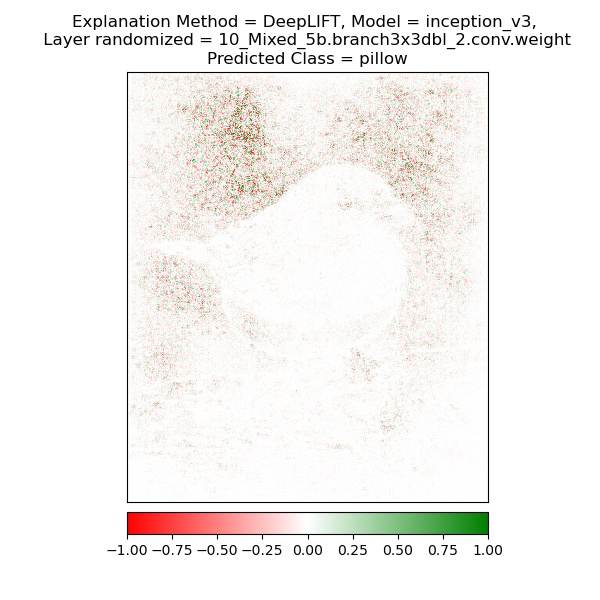 Explanation Method = DeepLIFT, Model = inception_v3,
Layer randomized = 10_Mixed_5b.branch3x3dbl_2.conv.weight
Predicted Class = pillow
−1.00 −0.75 −0.50 −0.25 0.00 0.25 0.50 0.75 1.00